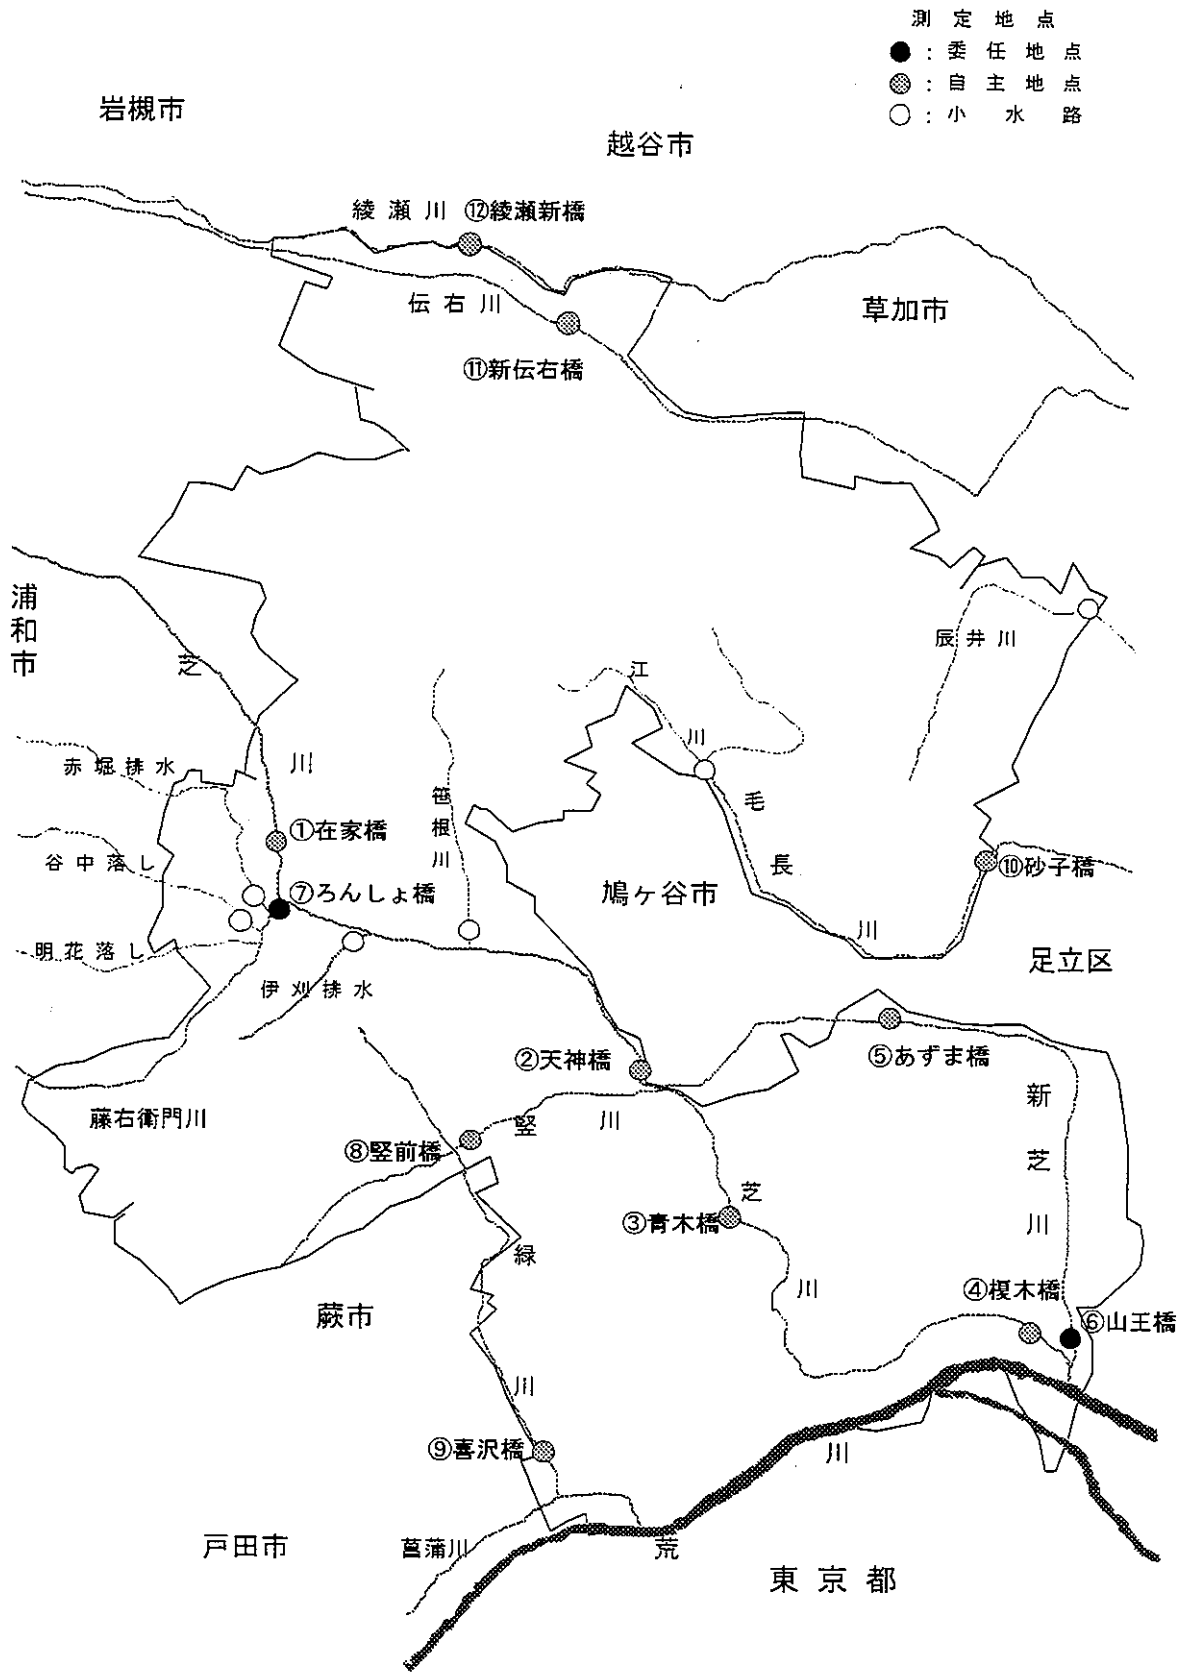 測定地点
●：委任地点
：自主地点
○：小水路
岩槻市
越谷市
綾瀬川
⑫綾瀬新橋
伝右川
草加市
⑪新伝右橋
浦和市
芝川
辰井川
江川
赤堀排水
笹根川
毛長川
①在家橋
谷中落し
⑩砂子橋
⑦ろんしょ橋
鳩ヶ谷市
明花落し
足立区
伊刈排水
②天神橋
⑤あずま橋
新芝川
藤右衛門川
竪川
⑧竪前橋
芝川
③青木橋
緑川
④榎木橋
蕨市
⑥山王橋
⑨喜沢橋
戸田市
菖蒲川
荒川
東京都